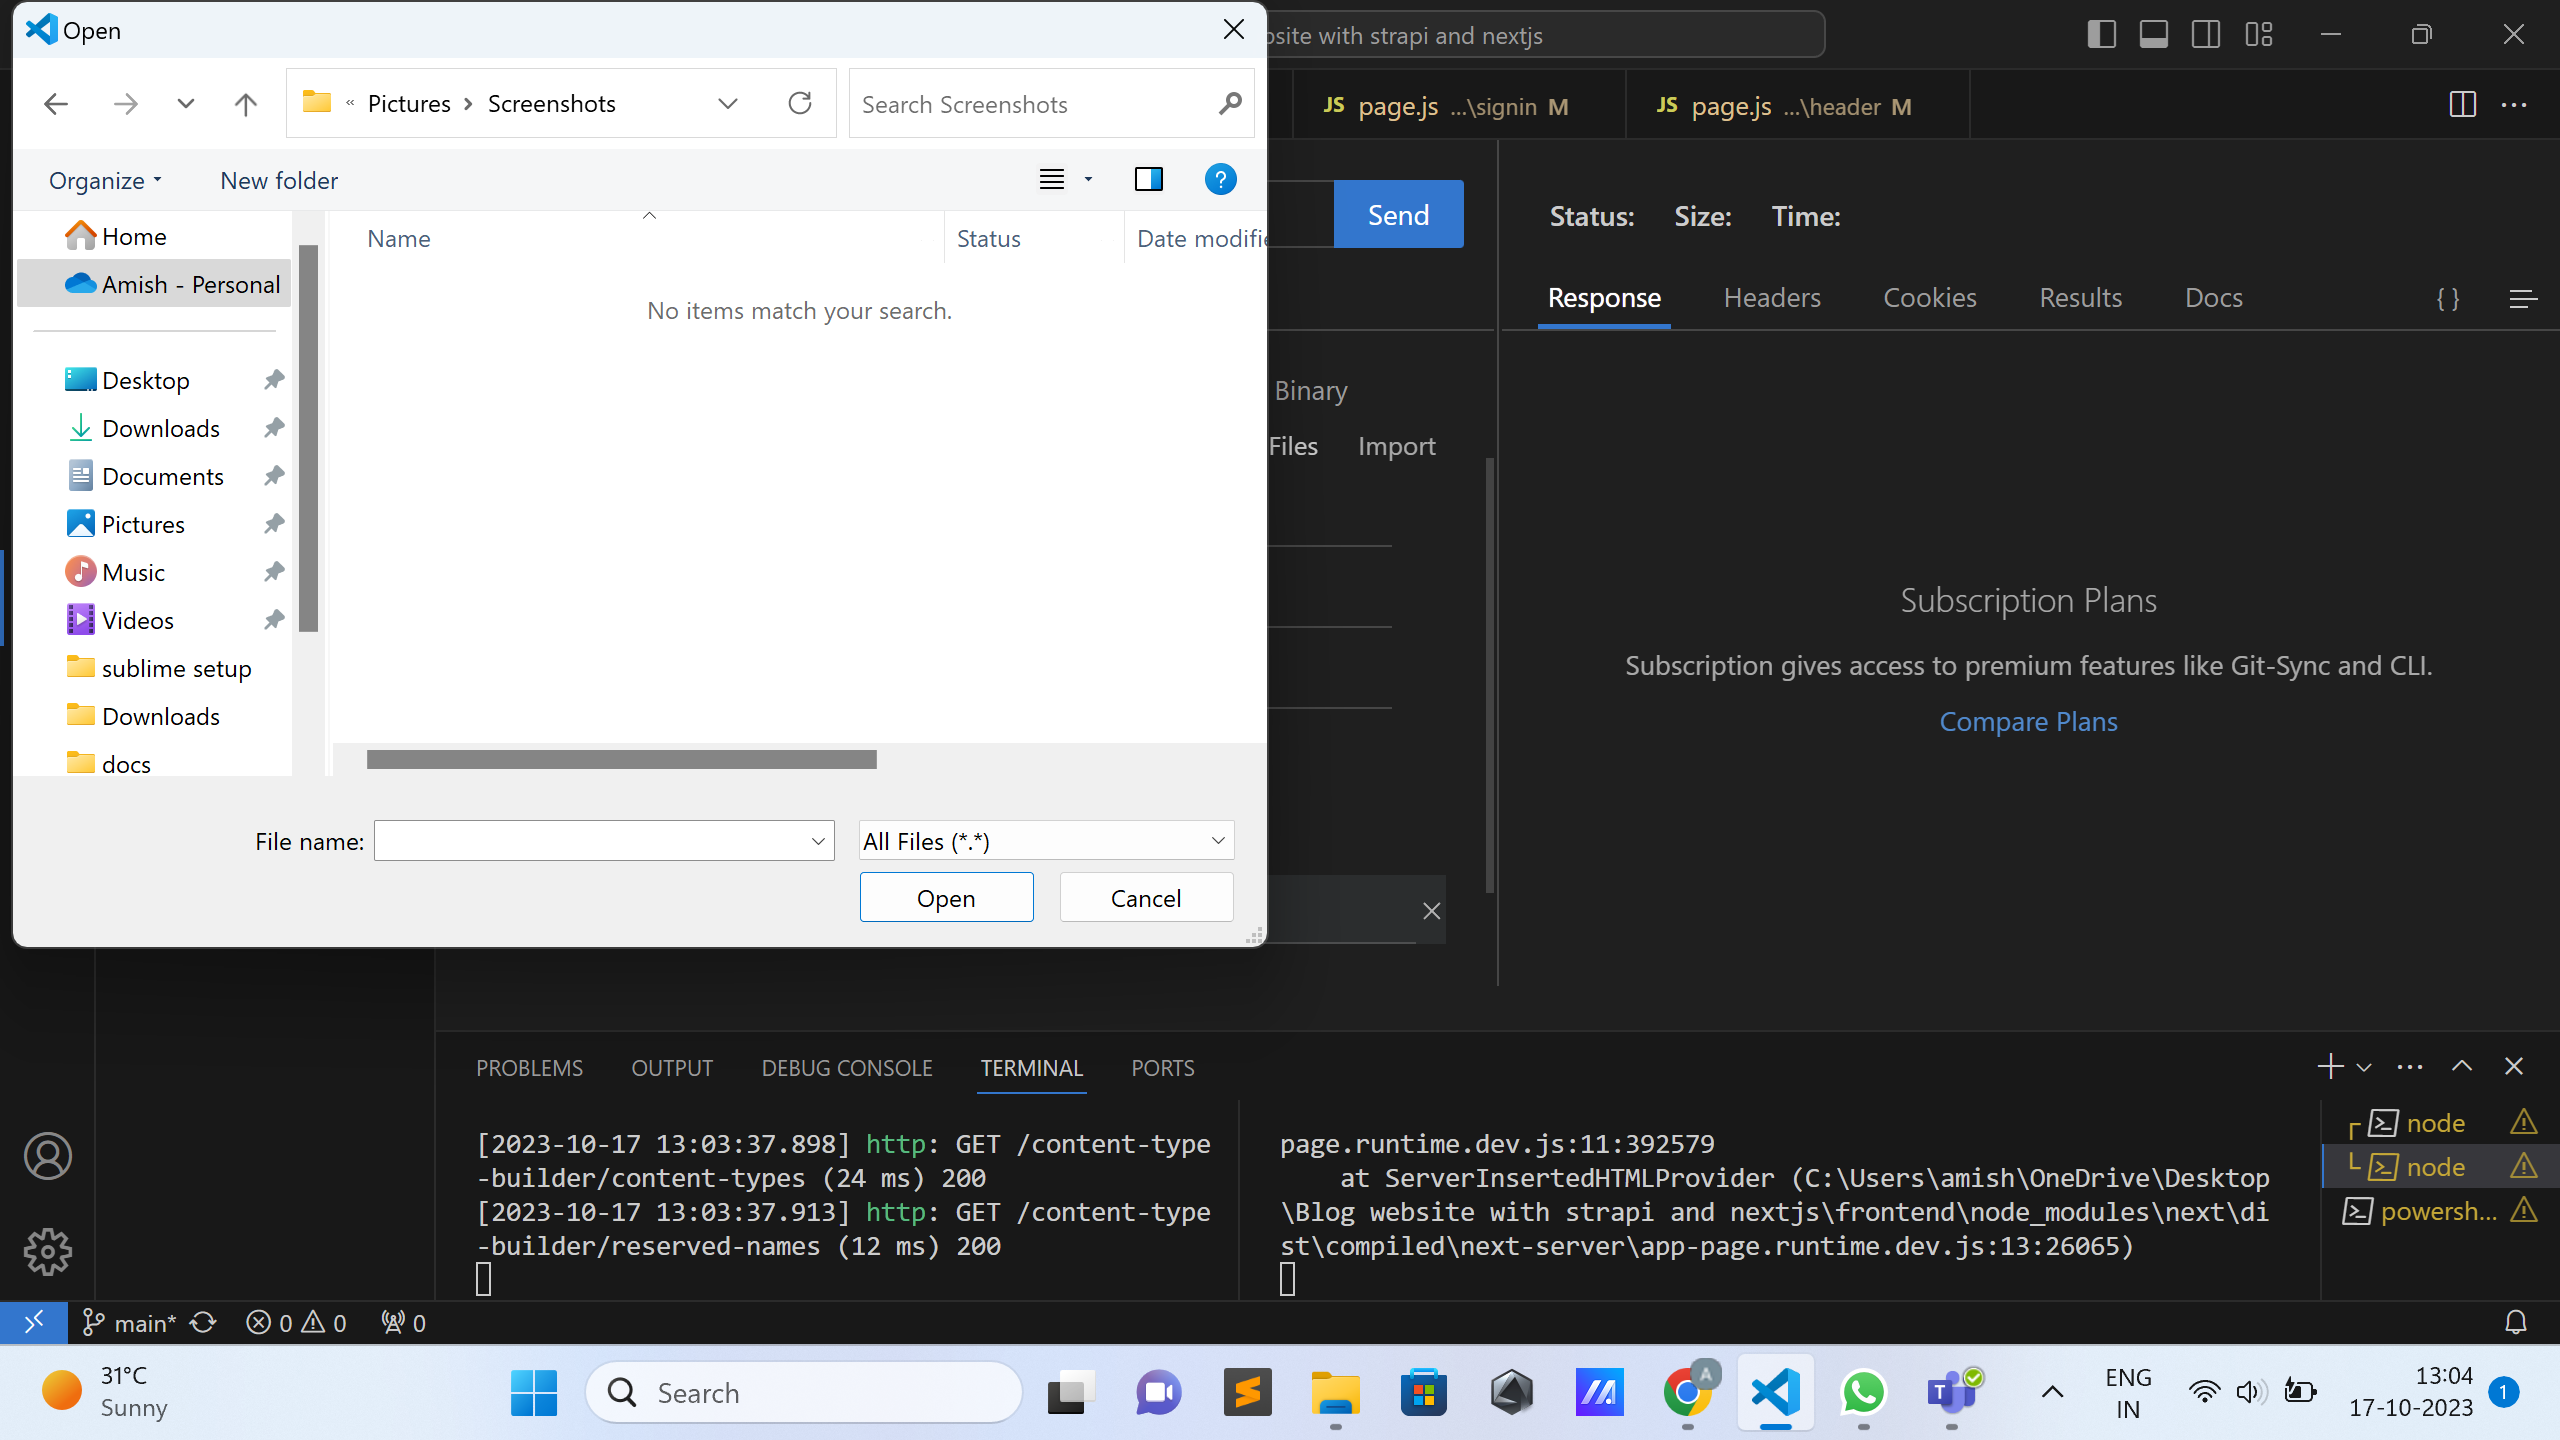 Open
bsite with strapi and nextjs
« Pictures › Screenshots
Search Screenshots
JS page.js ...\signin M
JS page.js ...\header M
Organize
New folder
?
Home
Amish - Personal
Desktop
Downloads
Documents
Pictures
Music
Videos
sublime setup
Downloads
docs
Name
Status
Date modifie
No items match your search.
File name:
All Files (*.*)
Open
Cancel
Send
Binary
Files
Import
Status:
Size:
Time:
Response
Headers
Cookies
Results
Docs
{ }
Subscription Plans
Subscription gives access to premium features like Git-Sync and CLI.
Compare Plans
PROBLEMS
OUTPUT
DEBUG CONSOLE
TERMINAL
PORTS
[2023-10-17 13:03:37.898] http: GET /content-type
-builder/content-types (24 ms) 200
[2023-10-17 13:03:37.913] http: GET /content-type
-builder/reserved-names (12 ms) 200
page.runtime.dev.js:11:392579
at ServerInsertedHTMLProvider (C:\Users\amish\OneDrive\Desktop
\Blog website with strapi and nextjs\frontend\node_modules\next\di
st\compiled\next-server\app-page.runtime.dev.js:13:26065)
node
node
powersh...
main*
0
0
0
31°C
Sunny
Search
A
T
ENG
IN
13:04
17-10-2023
1